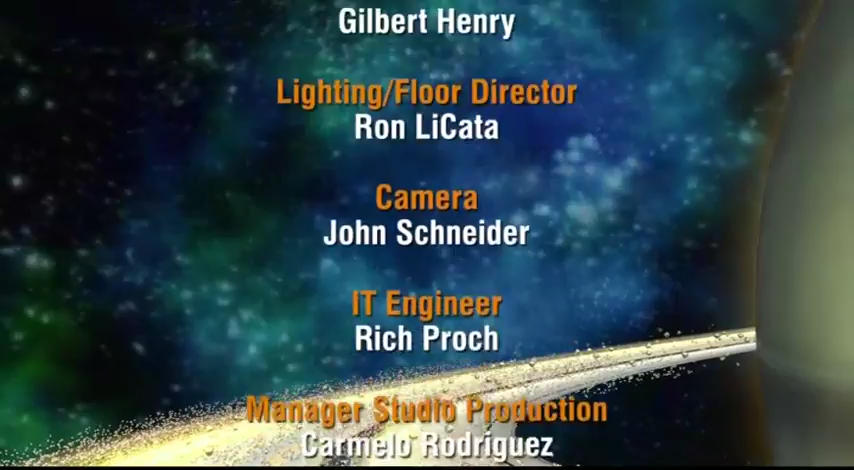 Gilbert Henry
Lighting/Floor Director
Ron LiCata
Camera
John Schneider
IT Engineer
Rich Proch
Manager Studio Production
Carmelo Rodriguez